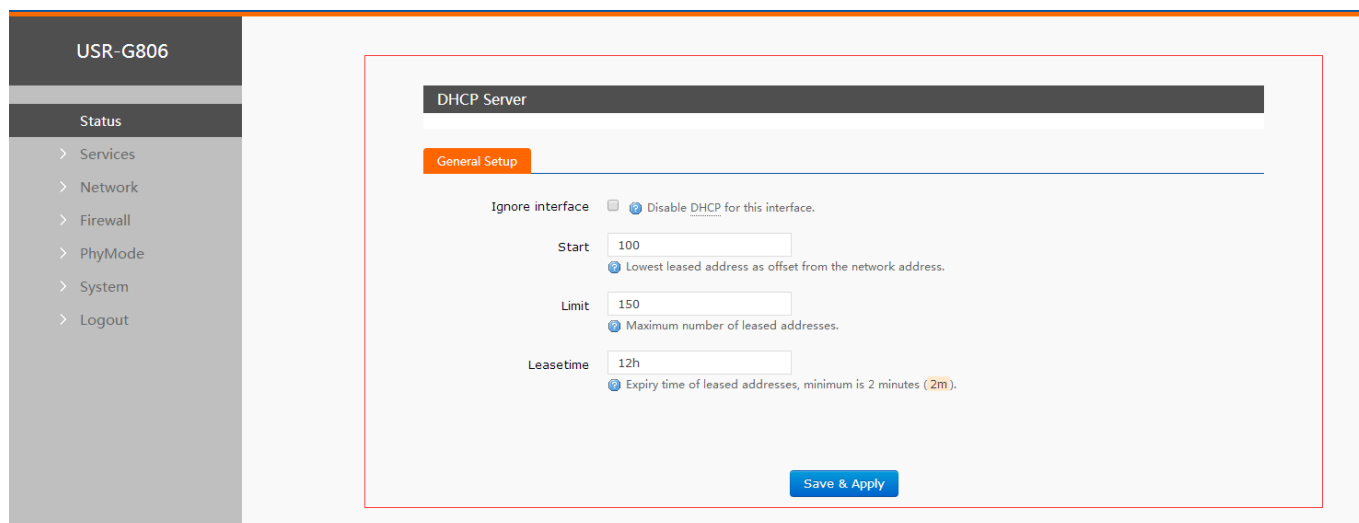 USR-G806
Status
Services
Network
Firewall
PhyMode
System
Logout
DHCP Server
General Setup
Ignore interface Disable DHCP for this interface.
Start 100
Lowest leased address as offset from the network address.
Limit 150
Maximum number of leased addresses.
Leasetime 12h
Expiry time of leased addresses, minimum is 2 minutes (2m).
Save & Apply